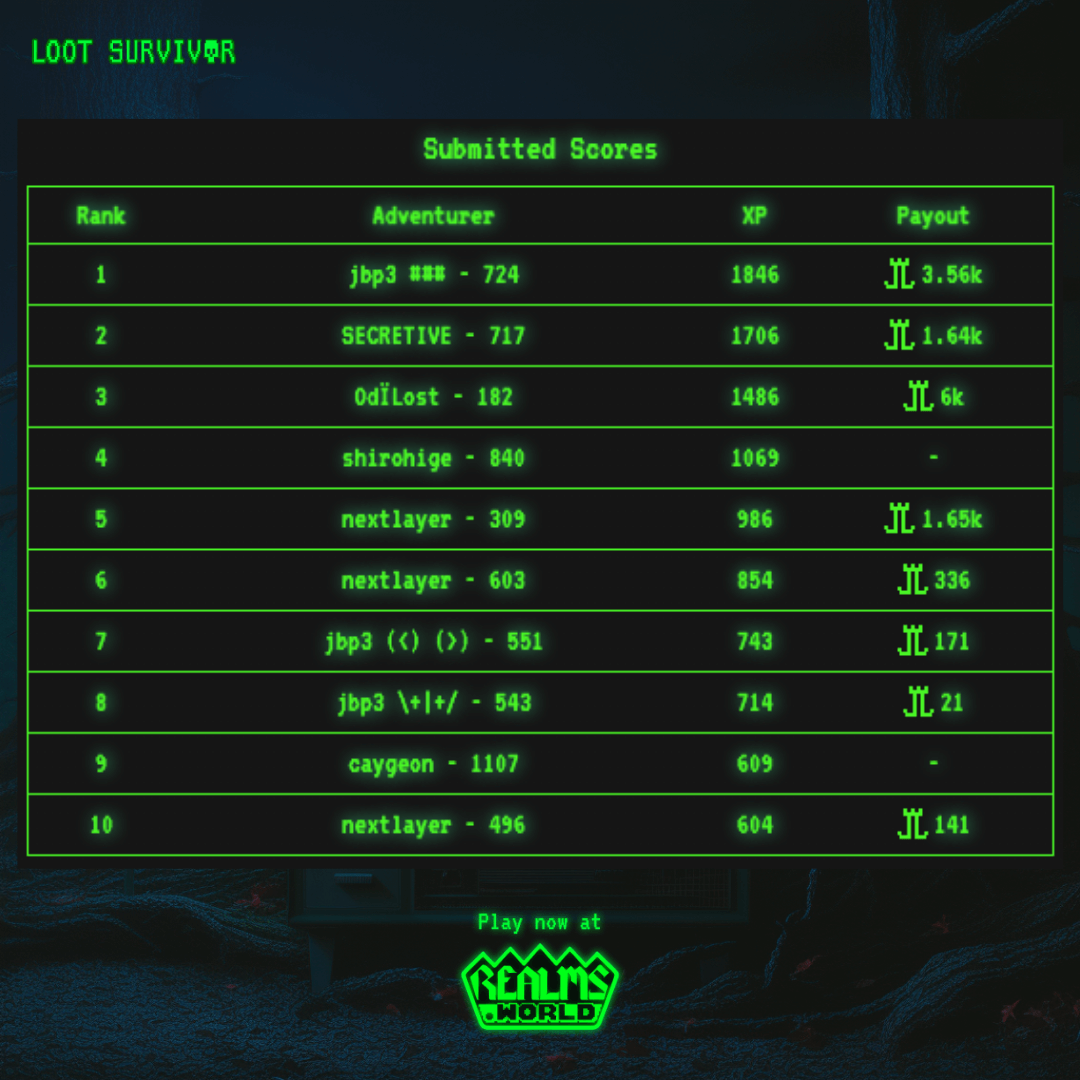 LOOT SURVIVOR
Submitted Scores
Rank Adventurer XP Payout
1 jbp3 ### - 724 1846 3.56k
2 SECRETIVE - 717 1706 1.64k
3 OdÏLost - 182 1486 6k
4 shirohige - 840 1069 -
5 nextlayer - 309 986 1.65k
6 nextlayer - 603 854 336
7 jbp3 (<) (>) - 551 743 171
8 jbp3 \+|+/ - 543 714 21
9 caygeon - 1107 609 -
10 nextlayer - 496 604 141
Play now at
REALMS
.WORLD